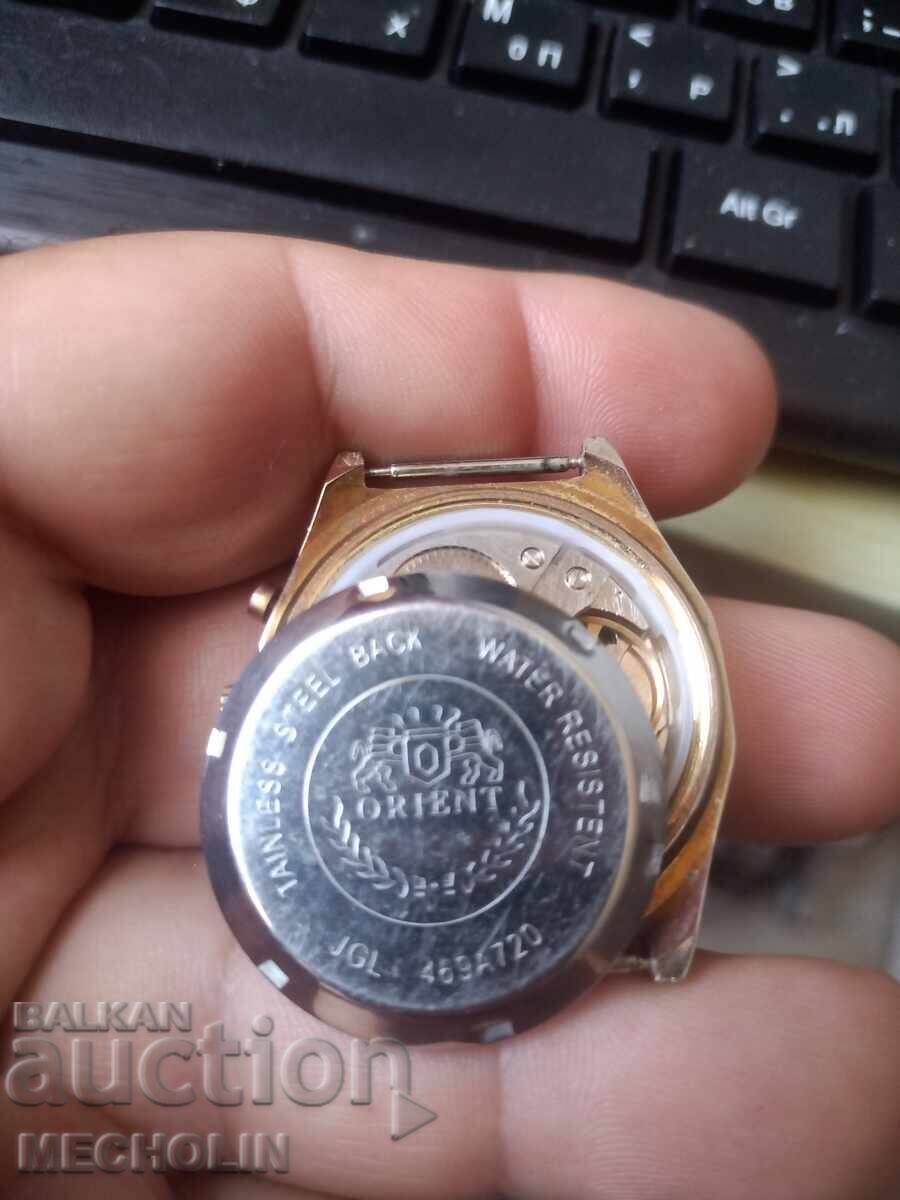 х
М
п
<
р
>
л
Alt Gr
TAINLESS STEEL BACK WATER RESISTENT
ORIENT
JGL- 469A720
BALKAN
auction
MECHOLIN